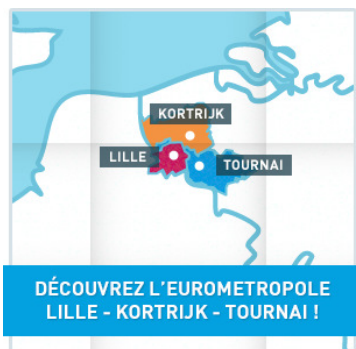 KORTRIJK
LILLE
TOURNAI
DÉCOUVREZ L'EUROMETROPOLE
LILLE - KORTRIJK - TOURNAI !